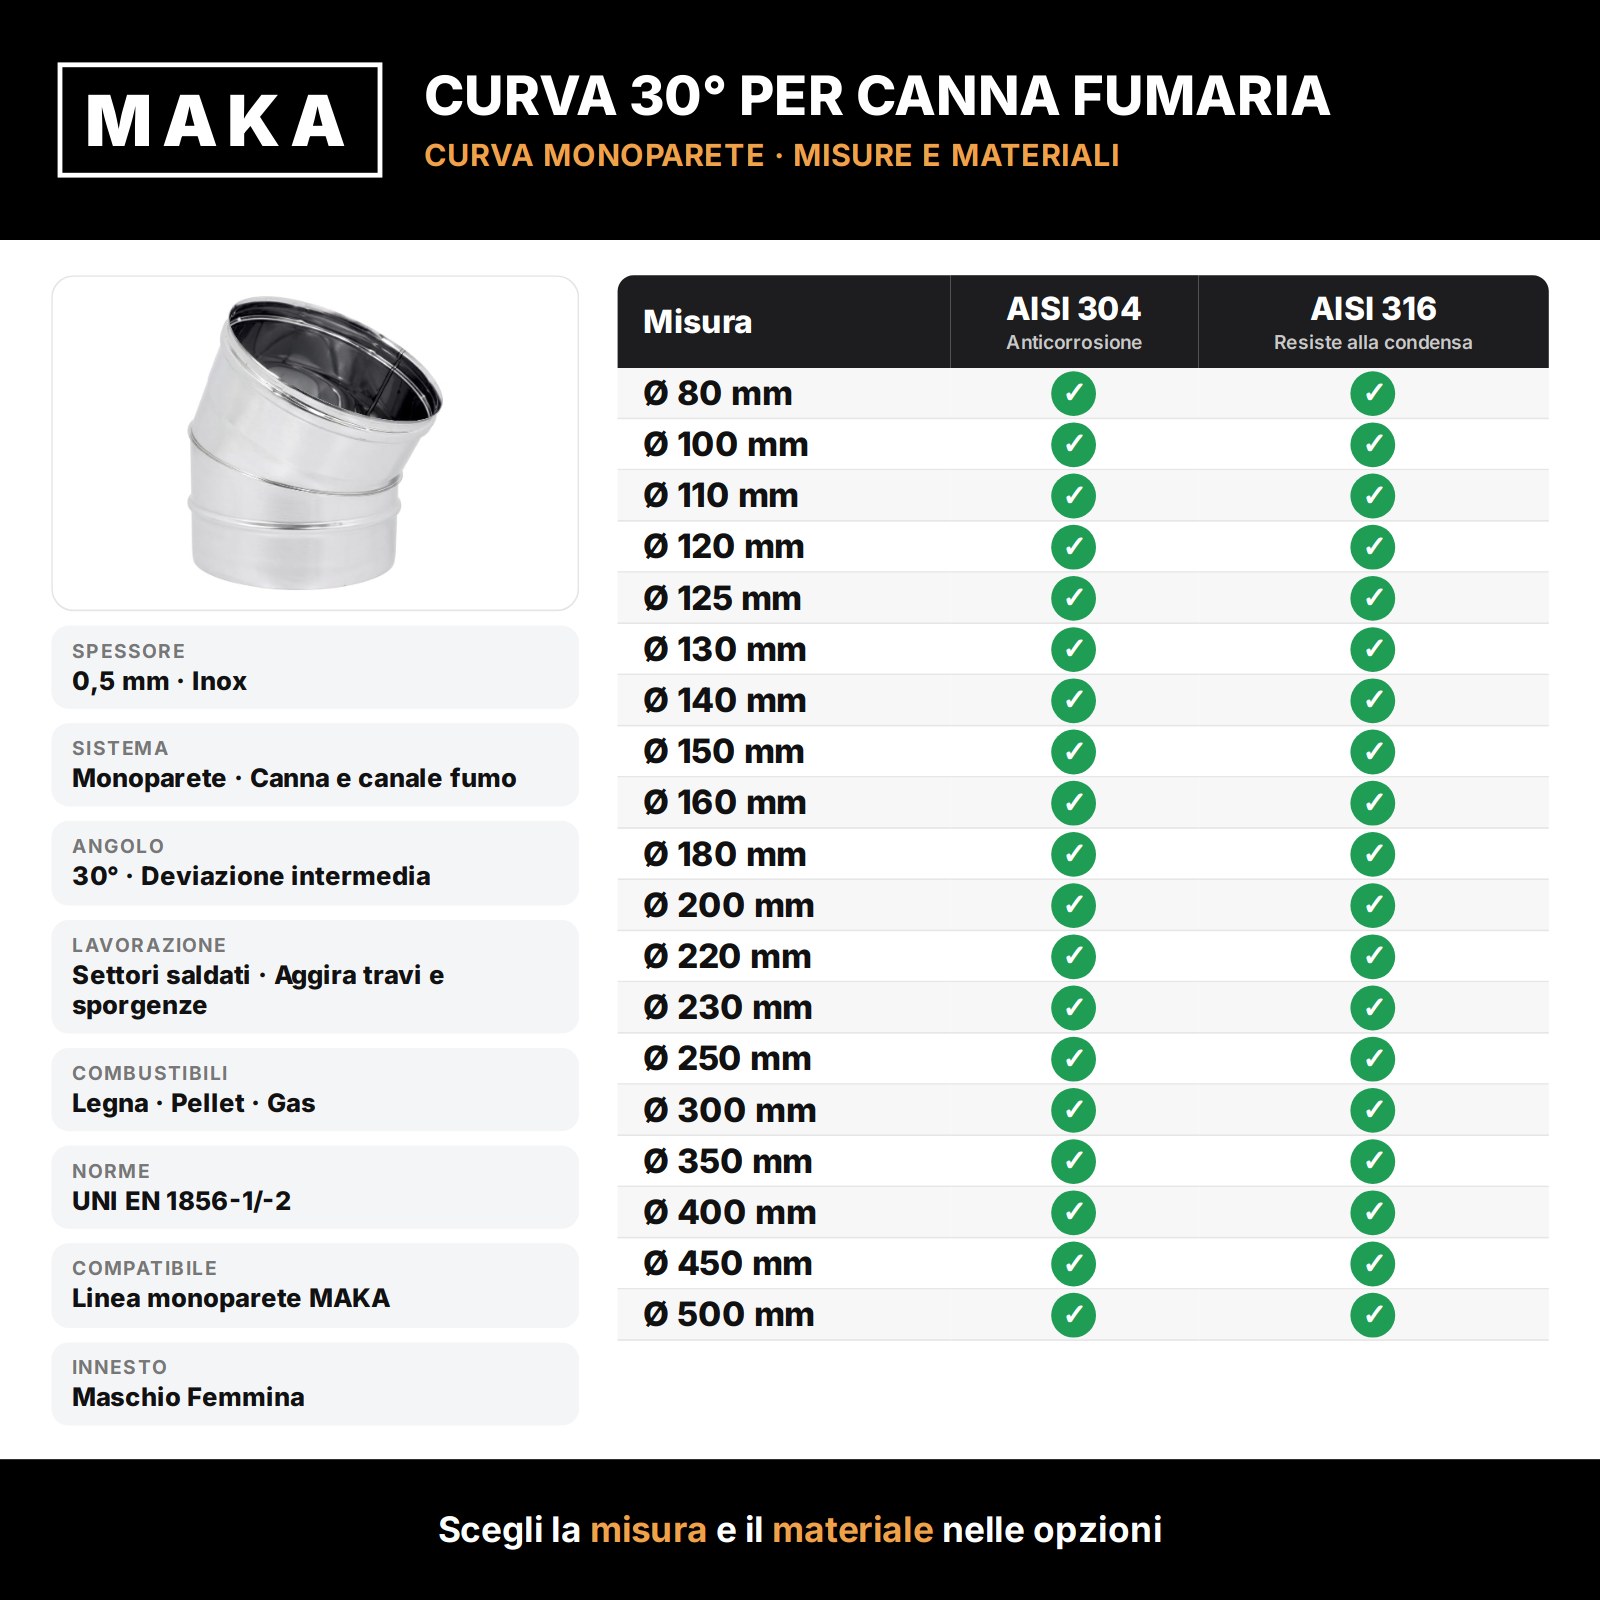 MAKA
CURVA 30° PER CANNA FUMARIA
CURVA MONOPARETE · MISURE E MATERIALI
SPESSORE
0,5 mm · Inox
SISTEMA
Monoparete · Canna e canale fumo
ANGOLO
30° · Deviazione intermedia
LAVORAZIONE
Settori saldati · Aggira travi e
sporgenze
COMBUSTIBILI
Legna · Pellet · Gas
NORME
UNI EN 1856-1/-2
COMPATIBILE
Linea monoparete MAKA
INNESTO
Maschio Femmina
Misura AISI 304 AISI 316
Anticorrosione Resiste alla condensa
Ø 80 mm ✓ ✓
Ø 100 mm ✓ ✓
Ø 110 mm ✓ ✓
Ø 120 mm ✓ ✓
Ø 125 mm ✓ ✓
Ø 130 mm ✓ ✓
Ø 140 mm ✓ ✓
Ø 150 mm ✓ ✓
Ø 160 mm ✓ ✓
Ø 180 mm ✓ ✓
Ø 200 mm ✓ ✓
Ø 220 mm ✓ ✓
Ø 230 mm ✓ ✓
Ø 250 mm ✓ ✓
Ø 300 mm ✓ ✓
Ø 350 mm ✓ ✓
Ø 400 mm ✓ ✓
Ø 450 mm ✓ ✓
Ø 500 mm ✓ ✓
Scegli la misura e il materiale nelle opzioni